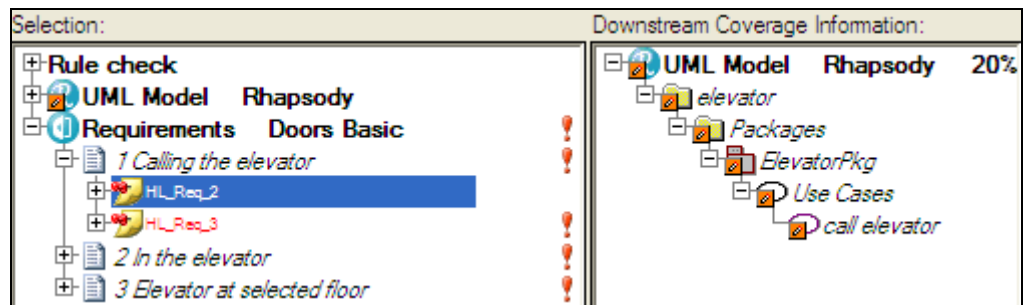 Selection:
Rule check
UML Model Rhapsody
Requirements Doors Basic
1 Calling the elevator
HL_Req_2
HL_Req_3
2 In the elevator
3 Elevator at selected floor
Downstream Coverage Information:
UML Model Rhapsody 20%
elevator
Packages
ElevatorPkg
Use Cases
call elevator